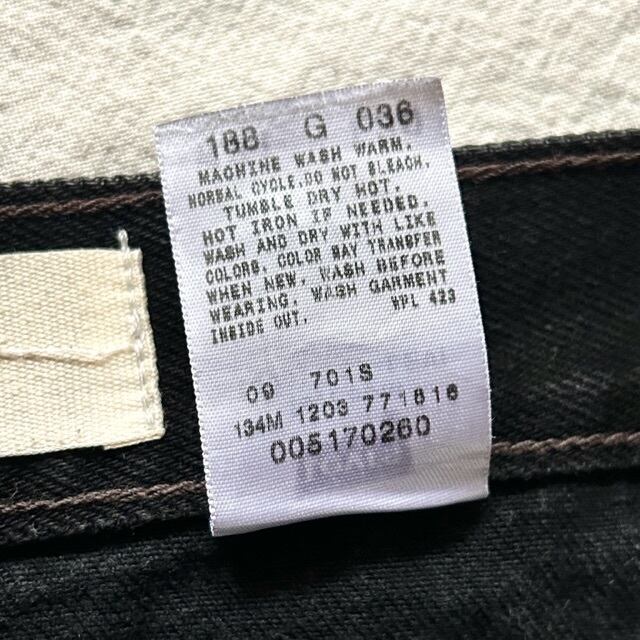 188 G 036
MACHINE WASH WARM.
NORMAL CYCLE. DO NOT BLEACH.
TUMBLE DRY HOT.
HOT IRON IF NEEDED.
WASH AND DRY WITH LIKE
COLORS. COLOR MAY TRANSFER
WHEN NEW. WASH BEFORE
WEARING. WASH GARMENT
INSIDE OUT. WPL 423
09 701S
134M 1203 771816
005170260